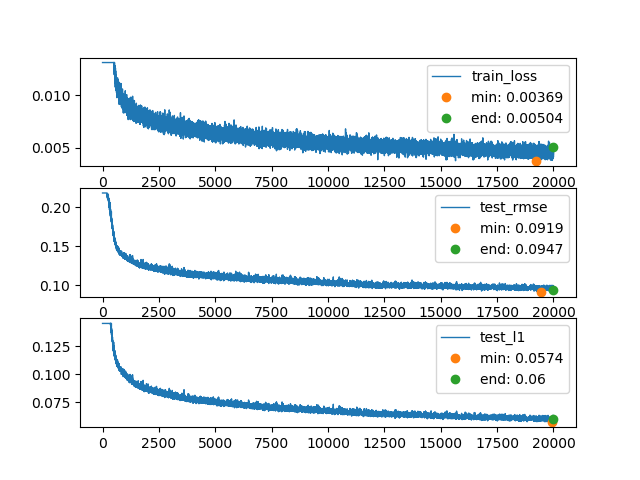 train_loss
min: 0.00369
end: 0.00504
0.010
0.005
0 2500 5000 7500 10000 12500 15000 17500 20000
test_rmse
min: 0.0919
end: 0.0947
0.20
0.15
0.10
0 2500 5000 7500 10000 12500 15000 17500 20000
test_l1
min: 0.0574
end: 0.06
0.125
0.100
0.075
0 2500 5000 7500 10000 12500 15000 17500 20000